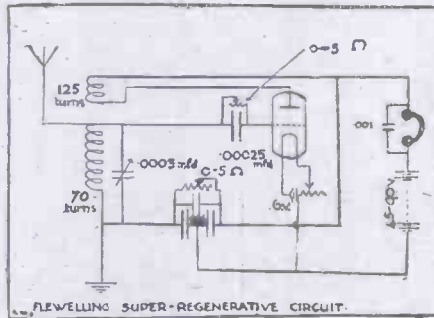 0-5 Ω
125
turns
.001
.0003 mfd
.00025
mfd
0-5 Ω
70
turns
6v
45-90v
FLEWELLING SUPER-REGENERATIVE CIRCUIT.